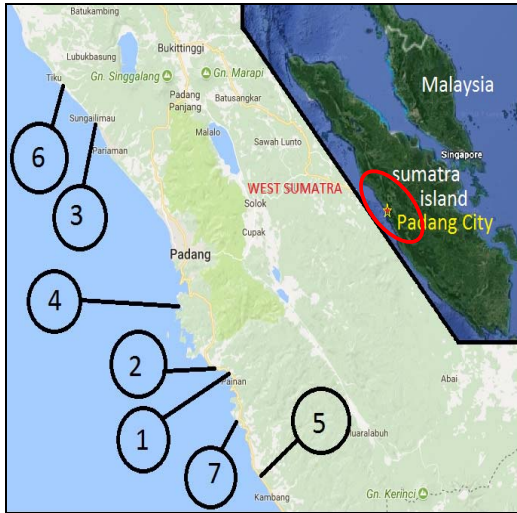 Batukambing
Lubukbasung
Bukittinggi
Tiku
Gn. Singgalang
Gn. Marapi
Padang
Panjang
Batusangkar
Sungailimau
Malalo
Sawah Lunto
Pariaman
6
3
WEST SUMATRA
Solok
Cupak
Padang
4
2
Painan
Abai
1
5
7
uaralabuh
Kambang
Gn. Kerinci
Malaysia
Singapore
sumatra
island
Padang City